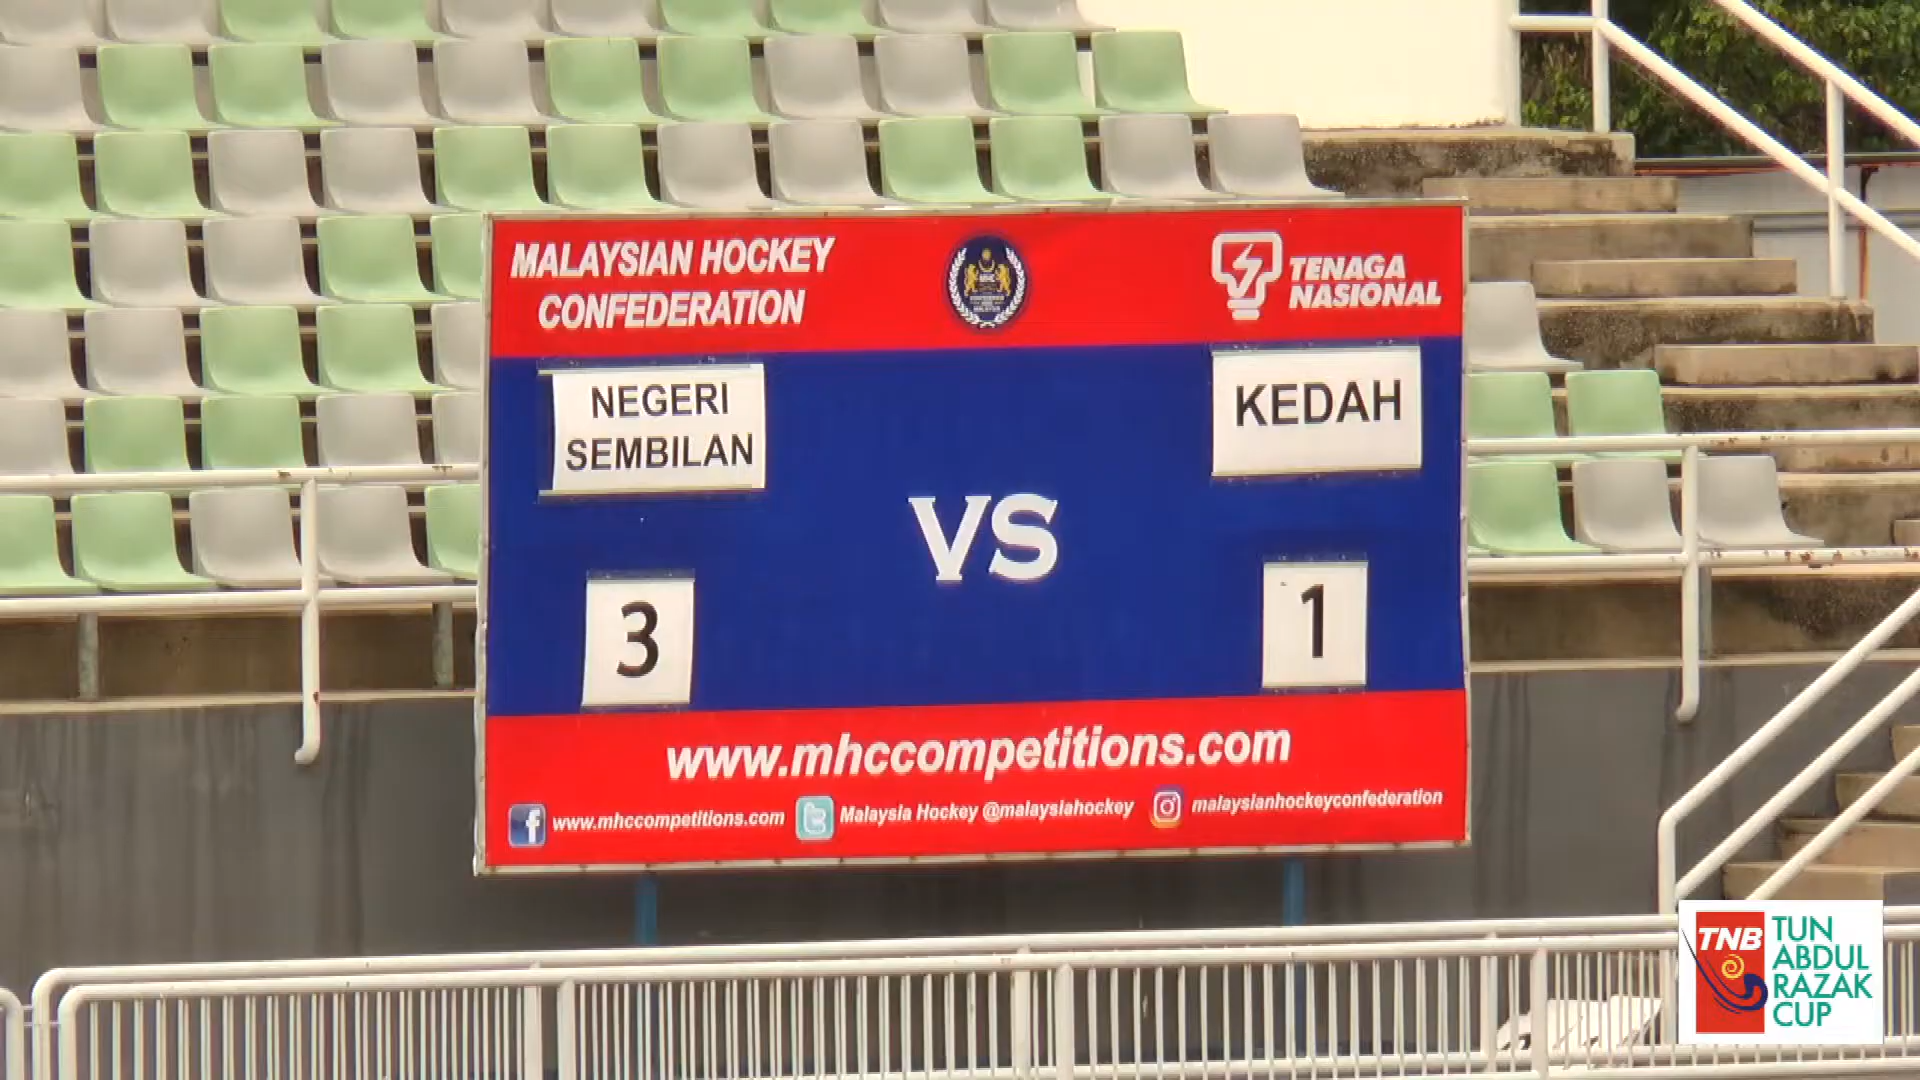 MALAYSIAN HOCKEY
CONFEDERATION
TENAGA
NASIONAL
NEGERI
SEMBILAN
KEDAH
VS
3
1
www.mhccompetitions.com
www.mhccompetitions.com
Malaysia Hockey @malaysiahockey
malaysianhockeyconfederation
TNB
TUN
ABDUL
RAZAK
CUP